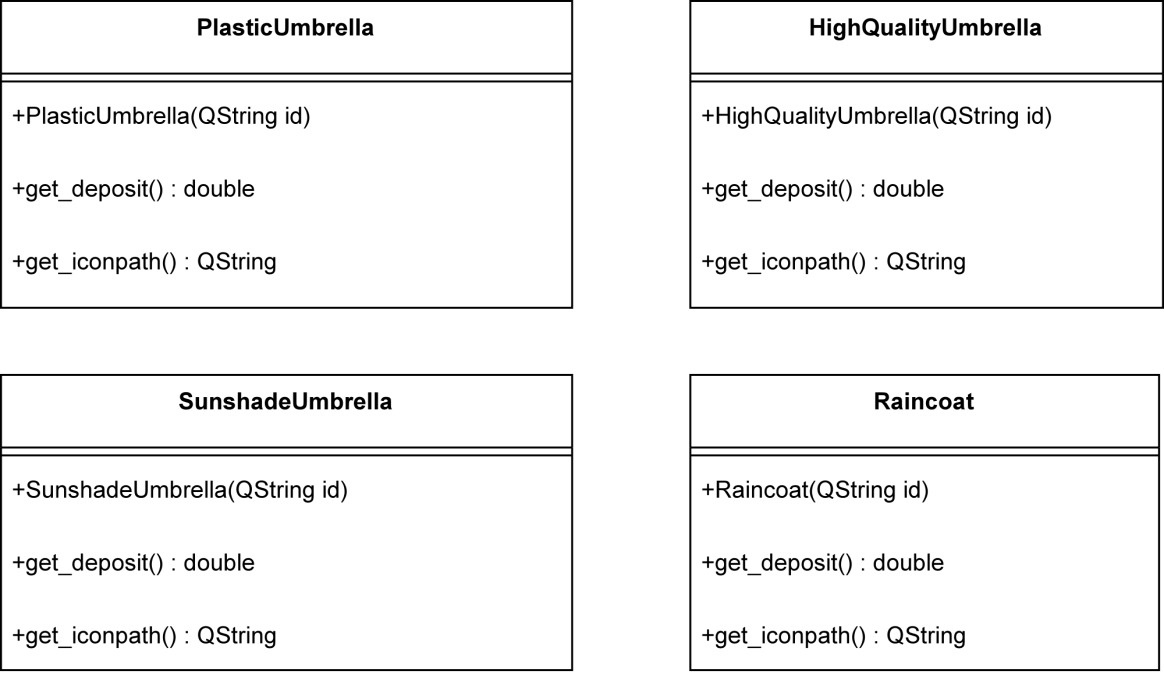 PlasticUmbrella
+PlasticUmbrella(QString id)
+get_deposit() : double
+get_iconpath() : QString
HighQualityUmbrella
+HighQualityUmbrella(QString id)
+get_deposit() : double
+get_iconpath() : QString
SunshadeUmbrella
+SunshadeUmbrella(QString id)
+get_deposit() : double
+get_iconpath() : QString
Raincoat
+Raincoat(QString id)
+get_deposit() : double
+get_iconpath() : QString